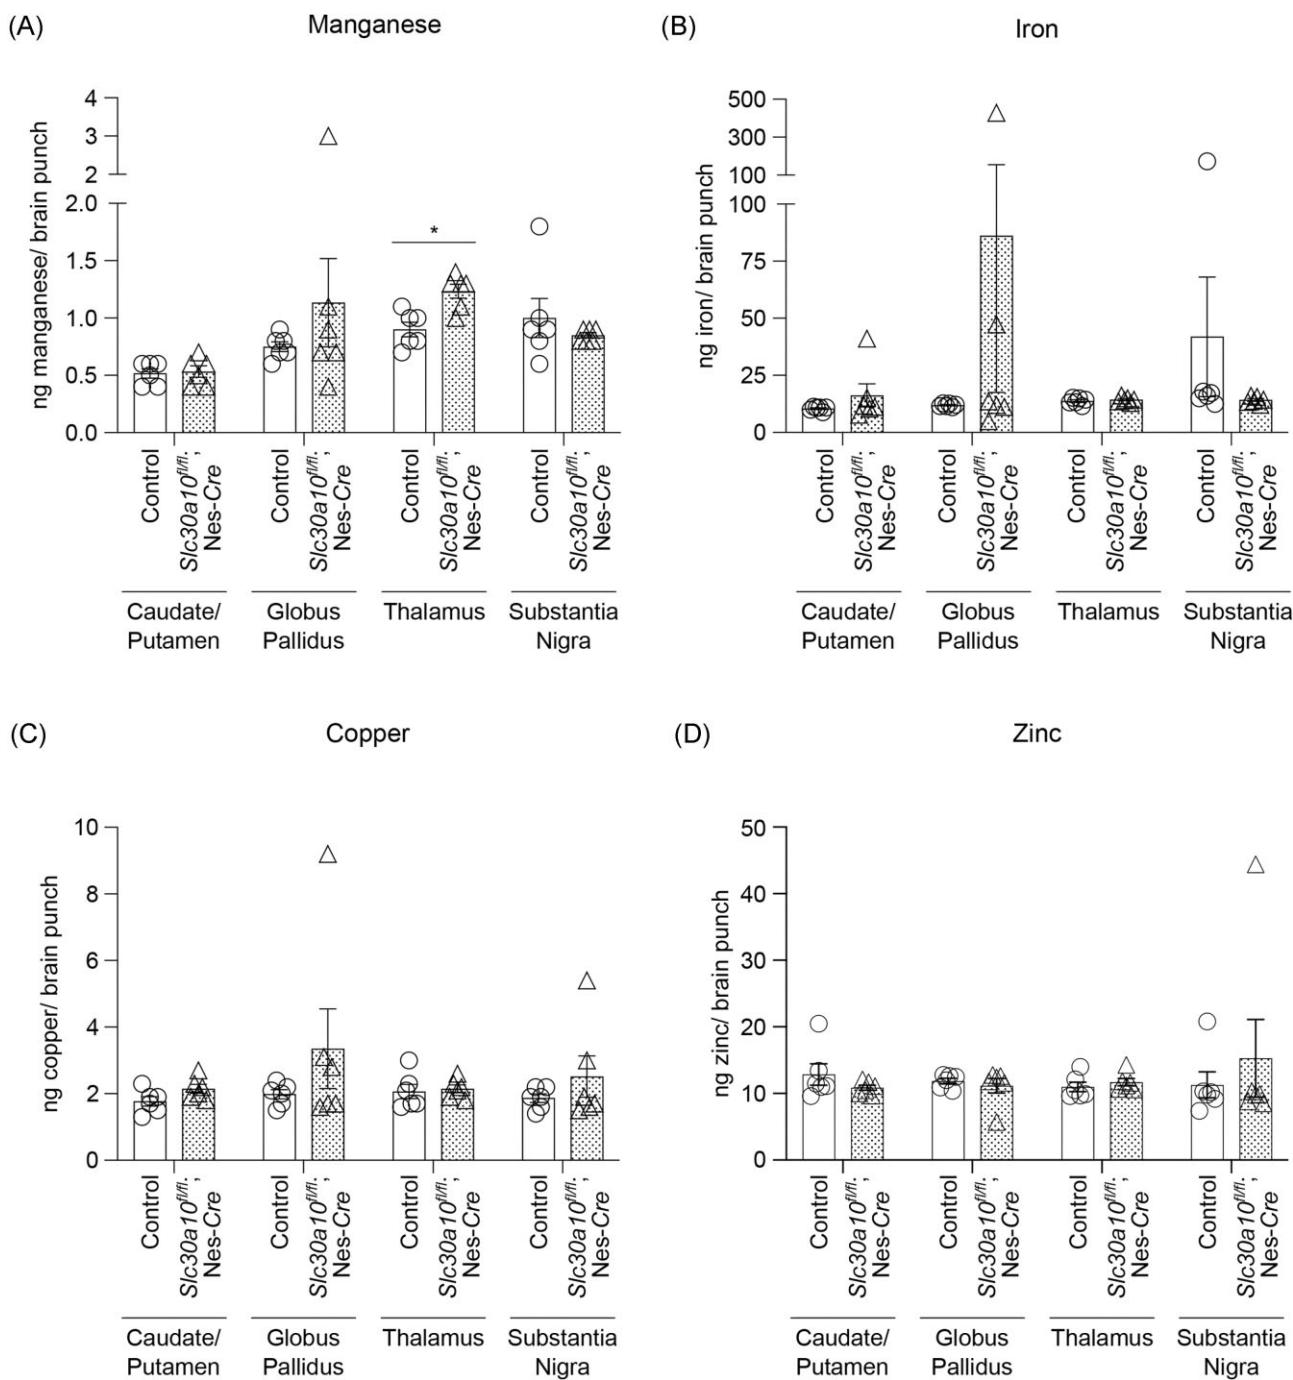 (A)
Manganese
ng manganese/ brain punch
4
3
2
2.0
1.5
1.0
0.5
0.0
*
Control
Slc30a10fl/fl;
Nes-Cre
Control
Slc30a10fl/fl;
Nes-Cre
Control
Slc30a10fl/fl;
Nes-Cre
Control
Slc30a10fl/fl;
Nes-Cre
Caudate/
Putamen
Globus
Pallidus
Thalamus
Substantia
Nigra
(B)
Iron
ng iron/ brain punch
500
300
100
100
75
50
25
0
Control
Slc30a10fl/fl;
Nes-Cre
Control
Slc30a10fl/fl;
Nes-Cre
Control
Slc30a10fl/fl;
Nes-Cre
Control
Slc30a10fl/fl;
Nes-Cre
Caudate/
Putamen
Globus
Pallidus
Thalamus
Substantia
Nigra
(C)
Copper
ng copper/ brain punch
10
8
6
4
2
0
Control
Slc30a10fl/fl;
Nes-Cre
Control
Slc30a10fl/fl;
Nes-Cre
Control
Slc30a10fl/fl;
Nes-Cre
Control
Slc30a10fl/fl;
Nes-Cre
Caudate/
Putamen
Globus
Pallidus
Thalamus
Substantia
Nigra
(D)
Zinc
ng zinc/ brain punch
50
40
30
20
10
0
Control
Slc30a10fl/fl;
Nes-Cre
Control
Slc30a10fl/fl;
Nes-Cre
Control
Slc30a10fl/fl;
Nes-Cre
Control
Slc30a10fl/fl;
Nes-Cre
Caudate/
Putamen
Globus
Pallidus
Thalamus
Substantia
Nigra